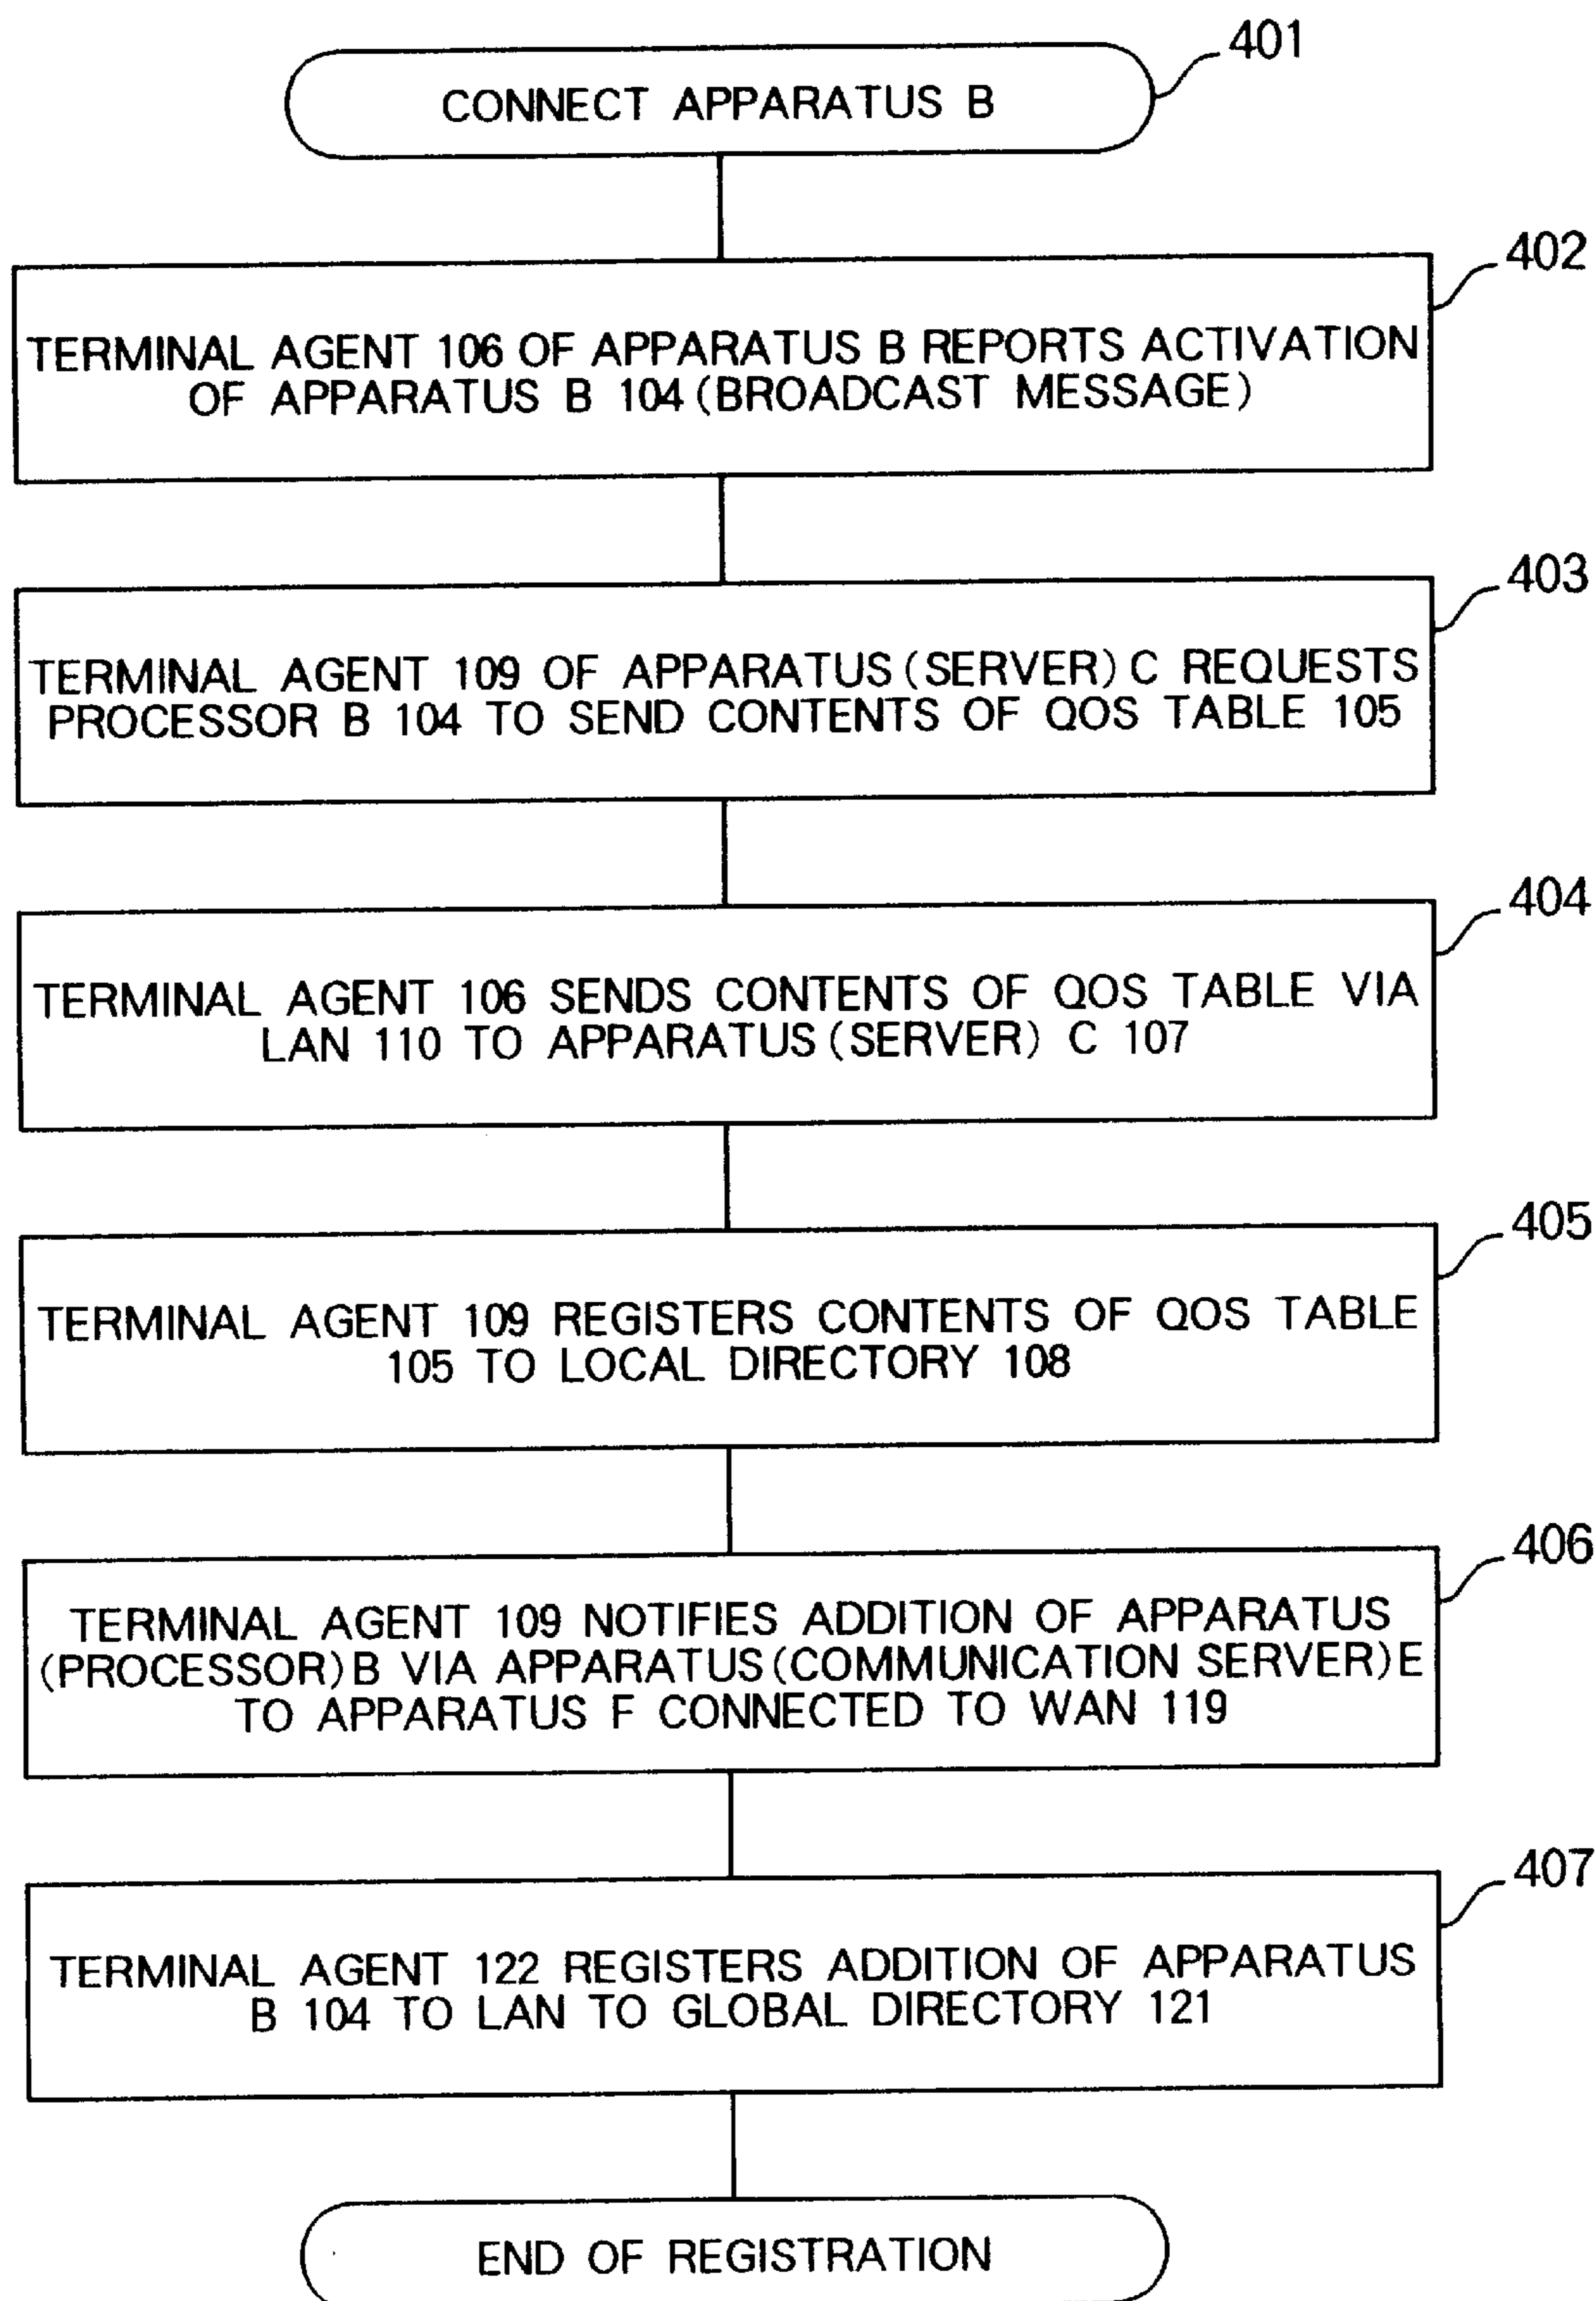 401
CONNECT APPARATUS B
402
TERMINAL AGENT 106 OF APPARATUS B REPORTS ACTIVATION
OF APPARATUS B 104 (BROADCAST MESSAGE)
403
TERMINAL AGENT 109 OF APPARATUS (SERVER) C REQUESTS
PROCESSOR B 104 TO SEND CONTENTS OF QOS TABLE 105
404
TERMINAL AGENT 106 SENDS CONTENTS OF QOS TABLE VIA
LAN 110 TO APPARATUS (SERVER) C 107
405
TERMINAL AGENT 109 REGISTERS CONTENTS OF QOS TABLE
105 TO LOCAL DIRECTORY 108
406
TERMINAL AGENT 109 NOTIFIES ADDITION OF APPARATUS
(PROCESSOR) B VIA APPARATUS (COMMUNICATION SERVER) E
TO APPARATUS F CONNECTED TO WAN 119
407
TERMINAL AGENT 122 REGISTERS ADDITION OF APPARATUS
B 104 TO LAN TO GLOBAL DIRECTORY 121
END OF REGISTRATION